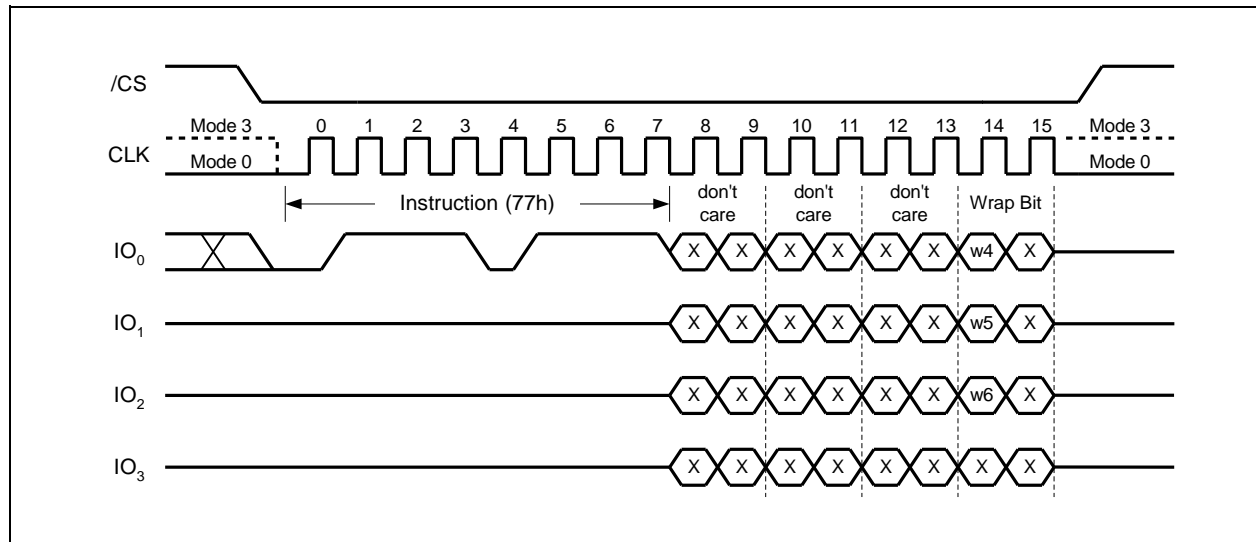 /CS
Mode 3 0 1 2 3 4 5 6 7 8 9 10 11 12 13 14 15 Mode 3
CLK
Mode 0 Mode 0
Instruction (77h) don't care don't care don't care Wrap Bit
IO0 X X X X X X X w4 X
IO1 X X X X X X w5 X
IO2 X X X X X X w6 X
IO3 X X X X X X X X